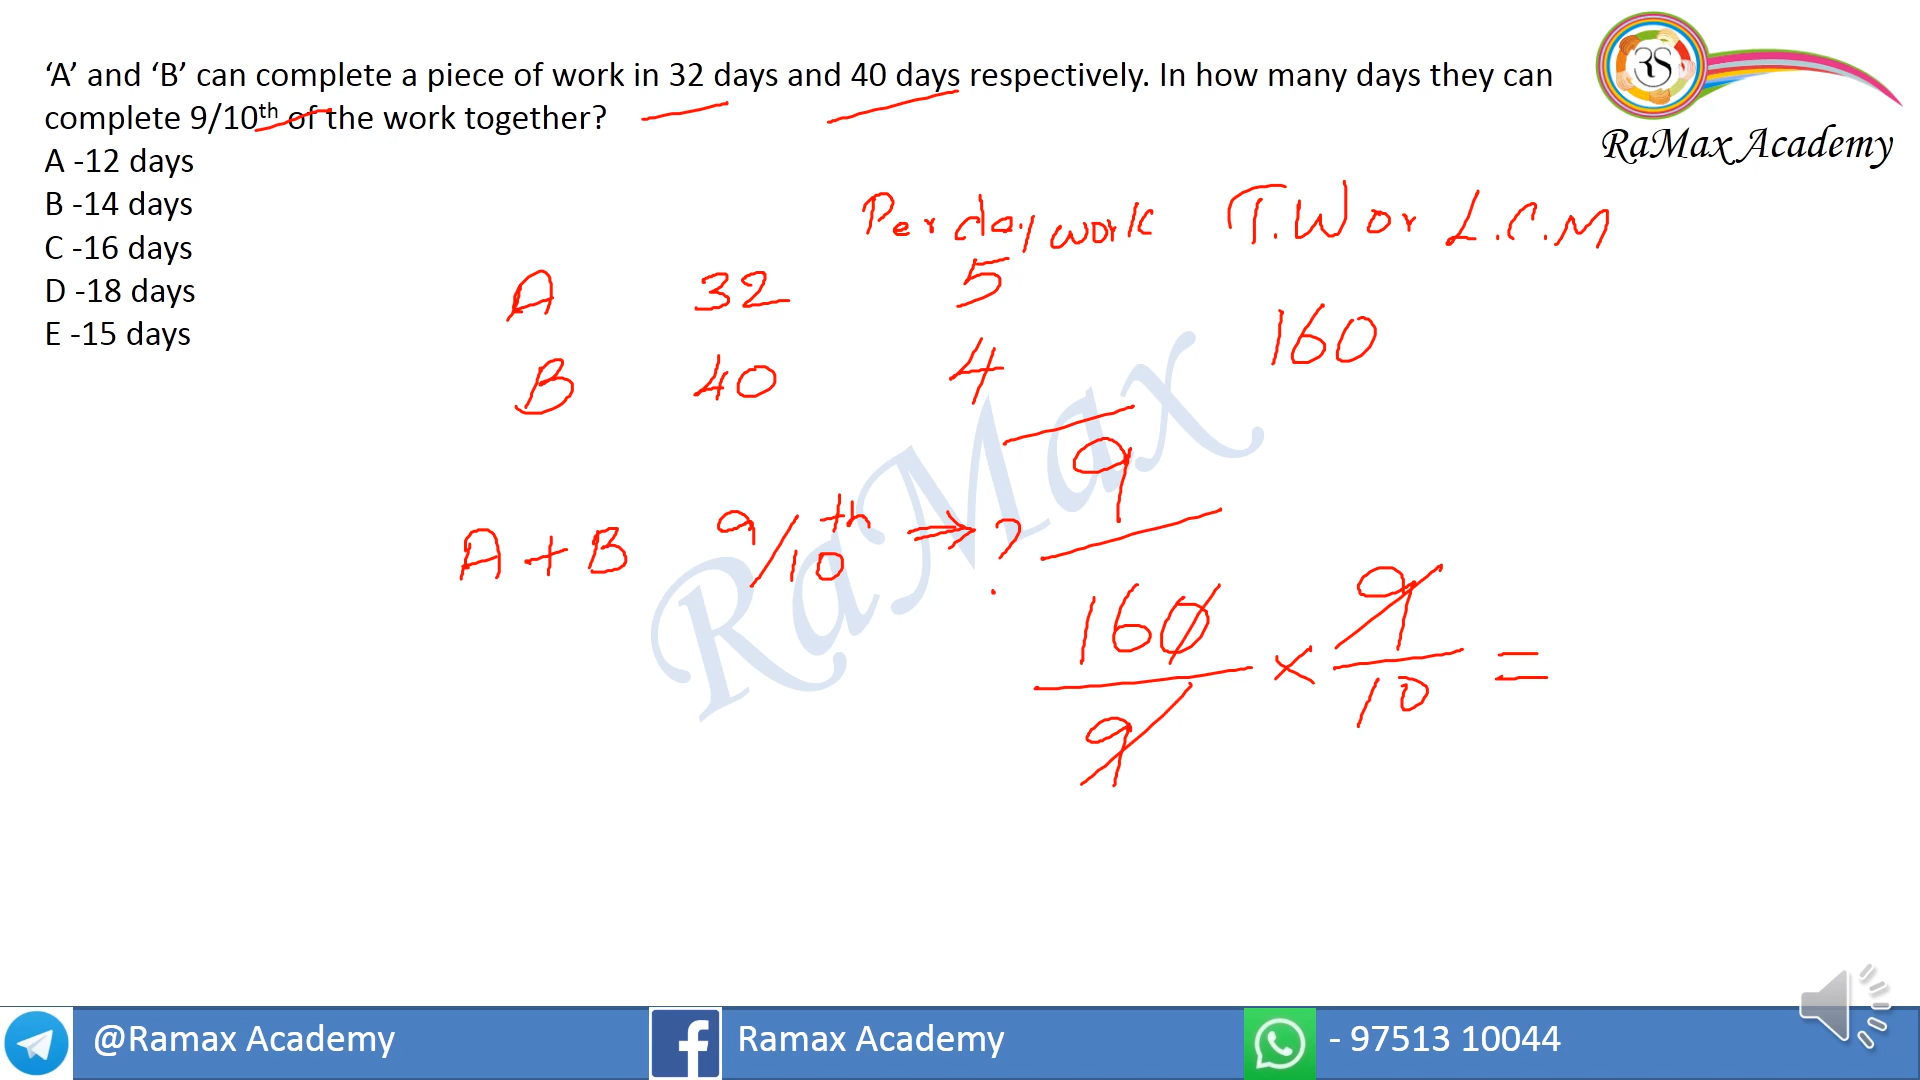 ‘A’ and ‘B’ can complete a piece of work in 32 days and 40 days respectively. In how many days they can
complete 9/10th of the work together?
A -12 days
B -14 days
C -16 days
D -18 days
E -15 days
3S
RaMax Academy
Per day work T.W or L.C.M
A 32 5
160
B 40 4
9
A + B 9/10th ⇒ ?
160/9 × 9/10 =
RaMax
@Ramax Academy
Ramax Academy
- 97513 10044